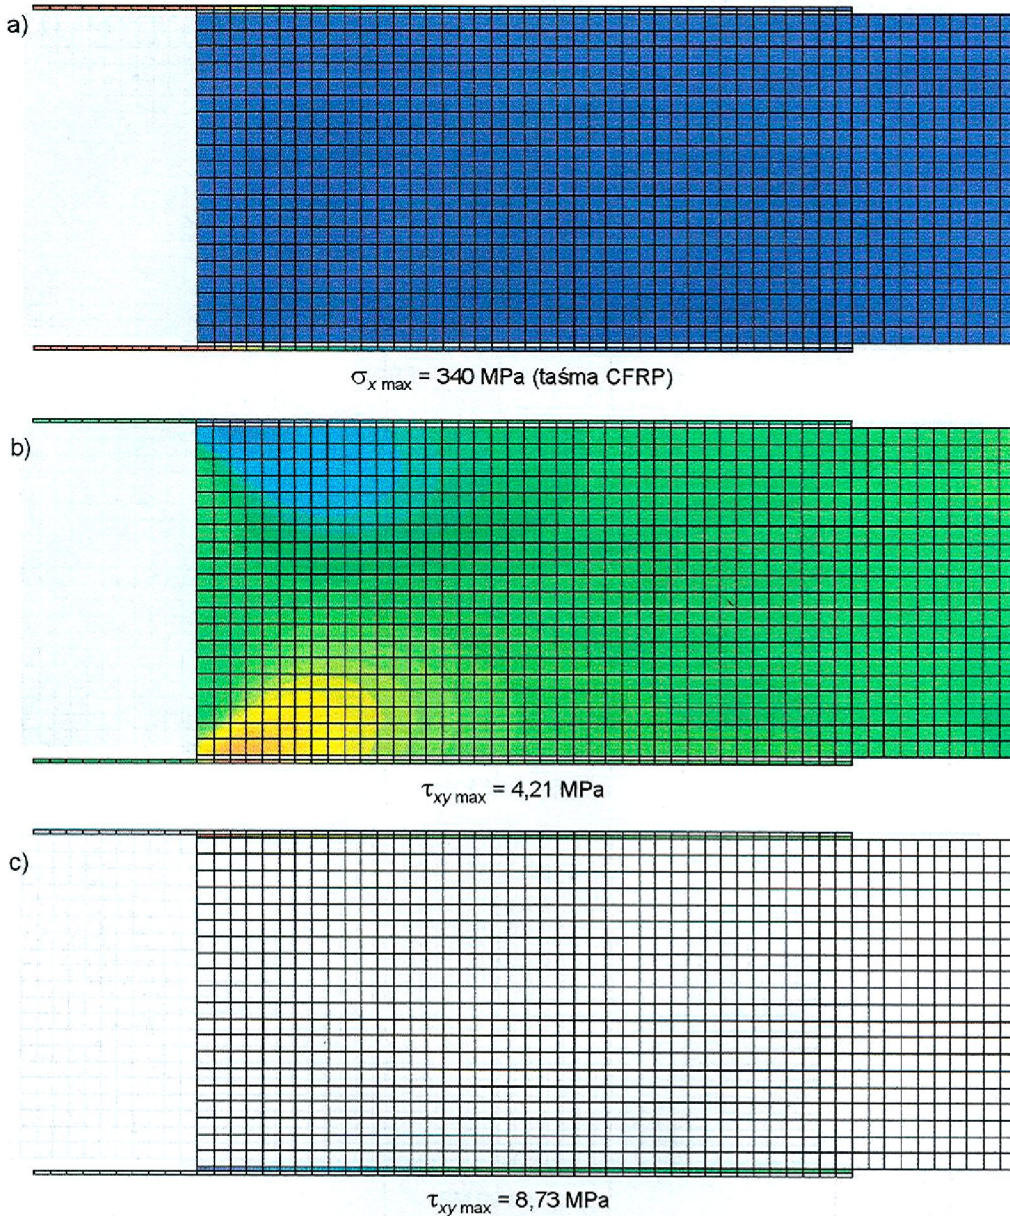 a)
σx max = 340 MPa (taśma CFRP)
b)
τxy max = 4,21 MPa
c)
τxy max = 8,73 MPa